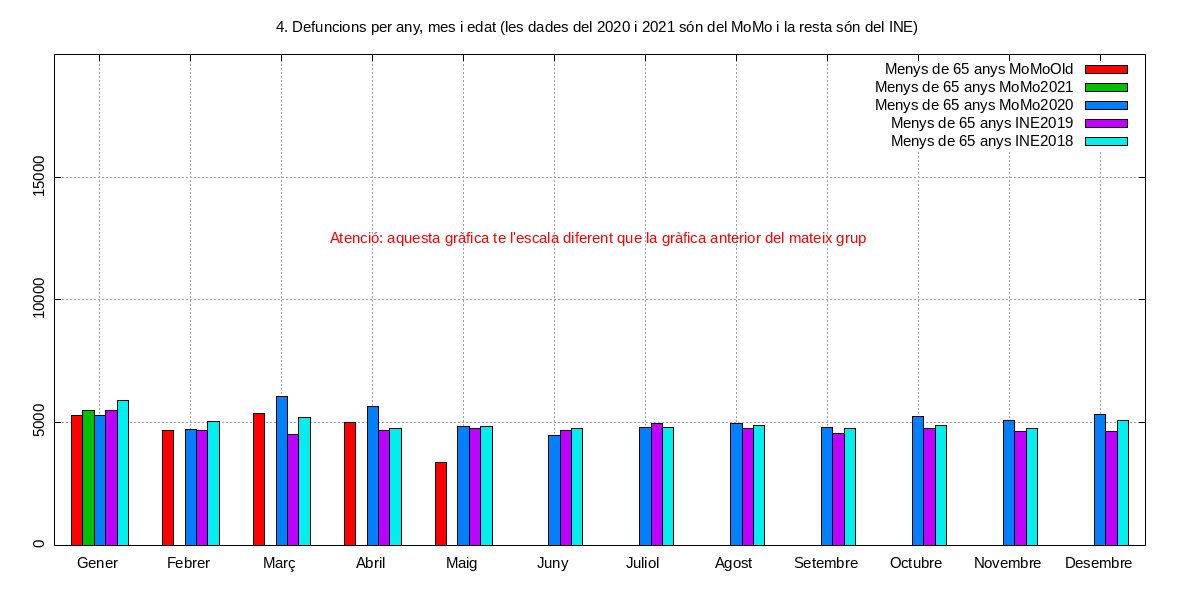 4. Defuncions per any, mes i edat (les dades del 2020 i 2021 són del MoMo i la resta són del INE)
Menys de 65 anys MoMoOld
Menys de 65 anys MoMo2021
Menys de 65 anys MoMo2020
Menys de 65 anys INE2019
Menys de 65 anys INE2018
15000
Atenció: aquesta gràfica te l'escala diferent que la gràfica anterior del mateix grup
10000
5000
0
Gener Febrer Març Abril Maig Juny Juliol Agost Setembre Octubre Novembre Desembre